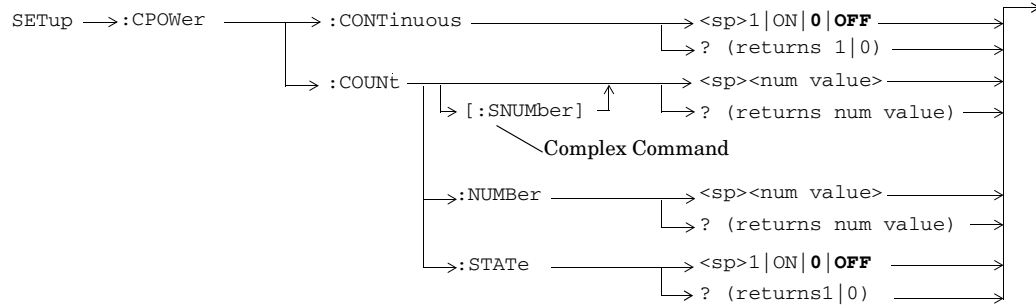 SETup :CPOWer :CONTinuous <sp>1|ON|0|OFF
? (returns 1|0)
:COUNt <sp><num value>
[:SNUMber] ? (returns num value)
Complex Command
:NUMBer <sp><num value>
? (returns num value)
:STATe <sp>1|ON|0|OFF
? (returns1|0)